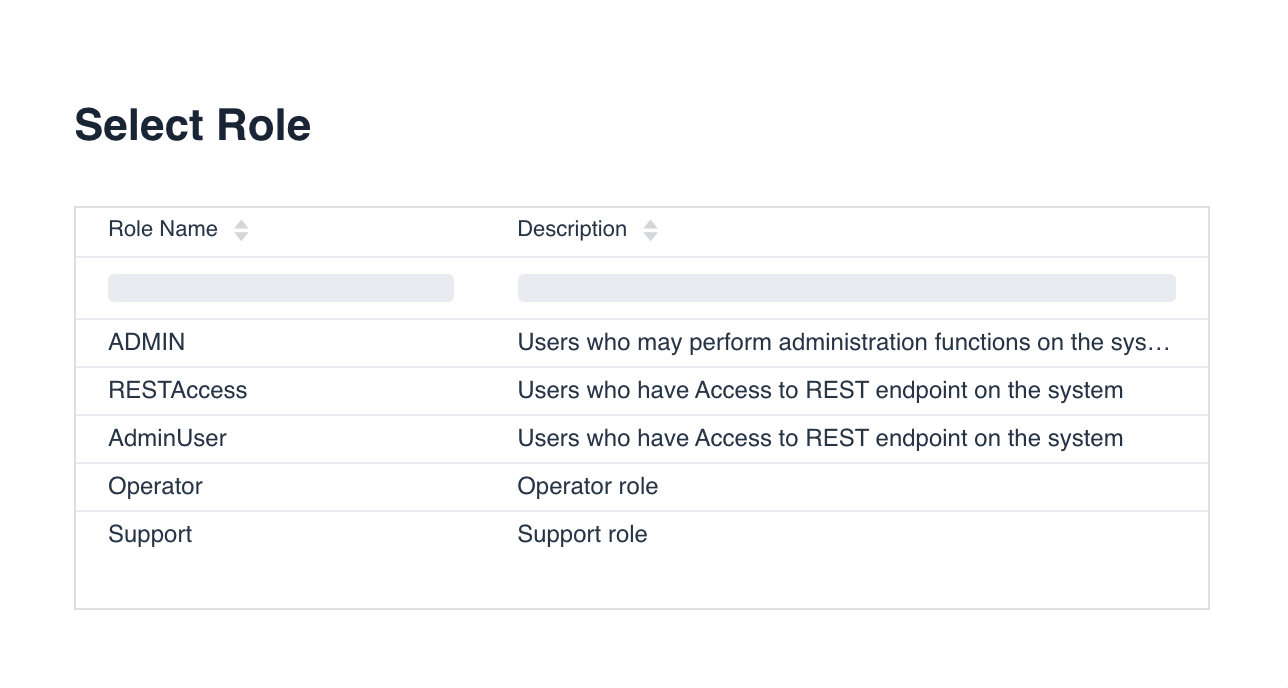 Select Role
Role Name Description
ADMIN Users who may perform administration functions on the sys…
RESTAccess Users who have Access to REST endpoint on the system
AdminUser Users who have Access to REST endpoint on the system
Operator Operator role
Support Support role